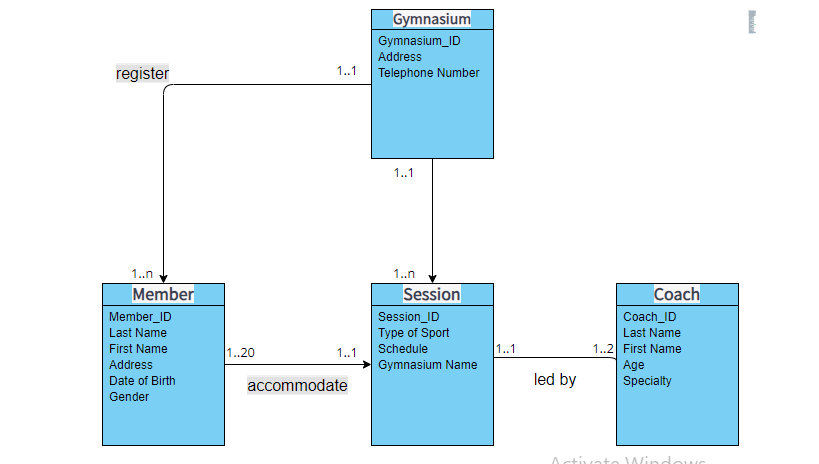 Gymnasium
Gymnasium_ID
Address
Telephone Number
register
1..1
1..1
1..n
1..n
Member
Member_ID
Last Name
First Name
Address
Date of Birth
Gender
1..20
1..1
accommodate
Session
Session_ID
Type of Sport
Schedule
Gymnasium Name
1..1
1..2
led by
Coach
Coach_ID
Last Name
First Name
Age
Specialty
Activate Windows